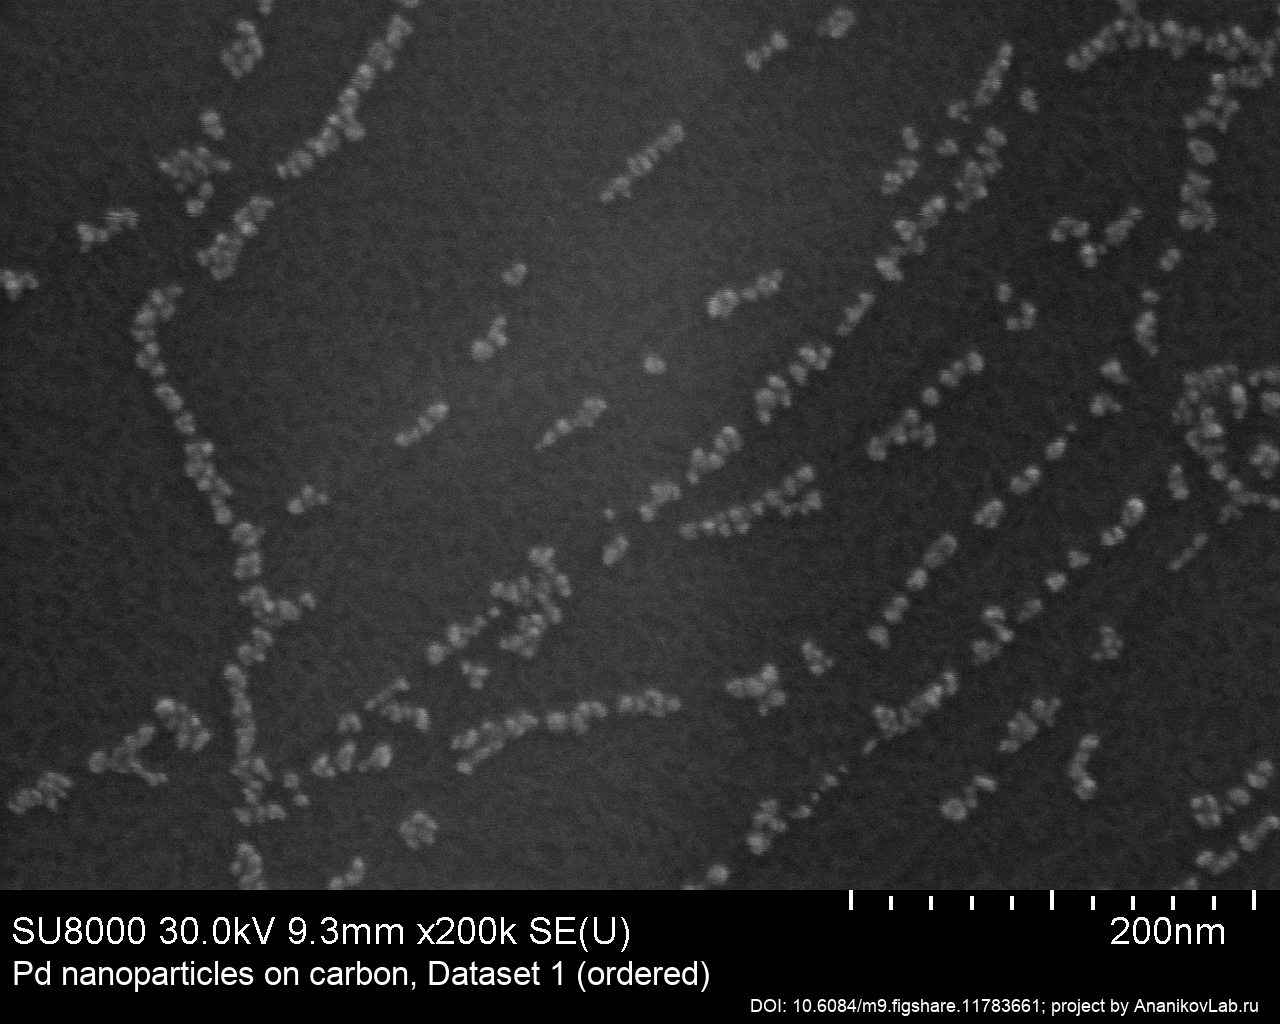 SU8000 30.0kV 9.3mm x200k SE(U)
200nm
Pd nanoparticles on carbon, Dataset 1 (ordered)
DOI: 10.6084/m9.figshare.11783661; project by AnanikovLab.ru